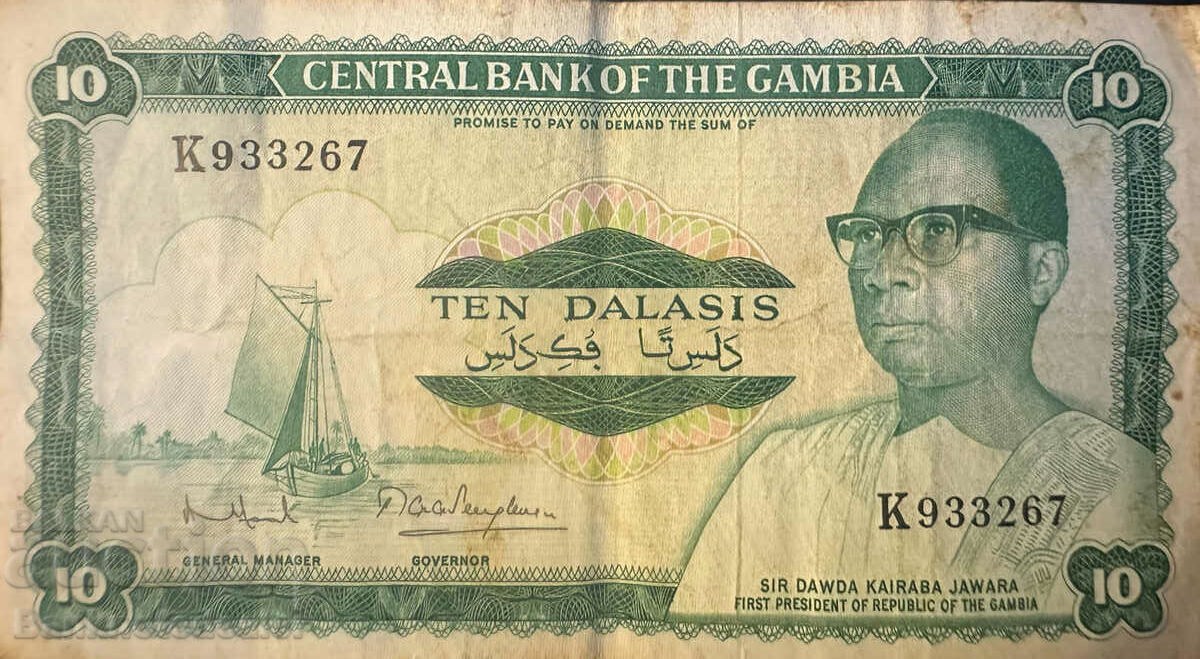 10
CENTRAL BANK OF THE GAMBIA
10
PROMISE TO PAY ON DEMAND THE SUM OF
K933267
TEN DALASIS
K933267
GENERAL MANAGER
GOVERNOR
SIR DAWDA KAIRABA JAWARA
FIRST PRESIDENT OF REPUBLIC OF THE GAMBIA
10
10